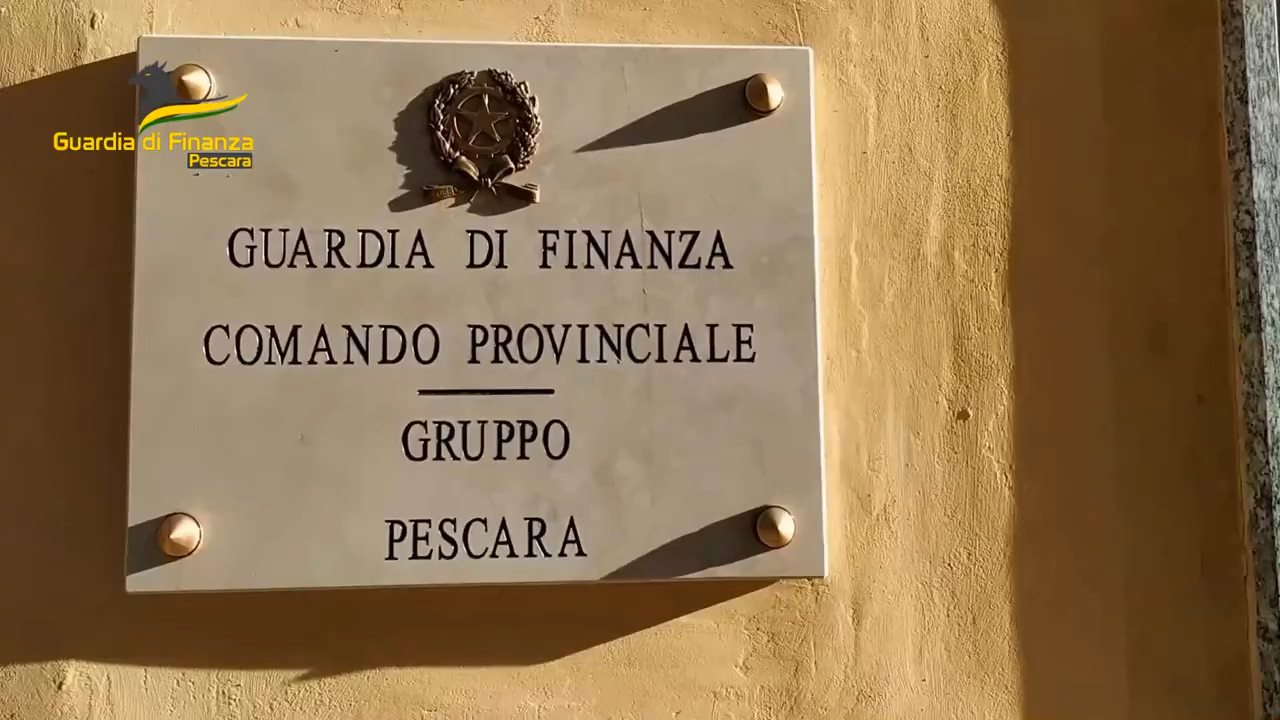 Guardia di Finanza
Pescara
GUARDIA DI FINANZA
COMANDO PROVINCIALE
GRUPPO
PESCARA